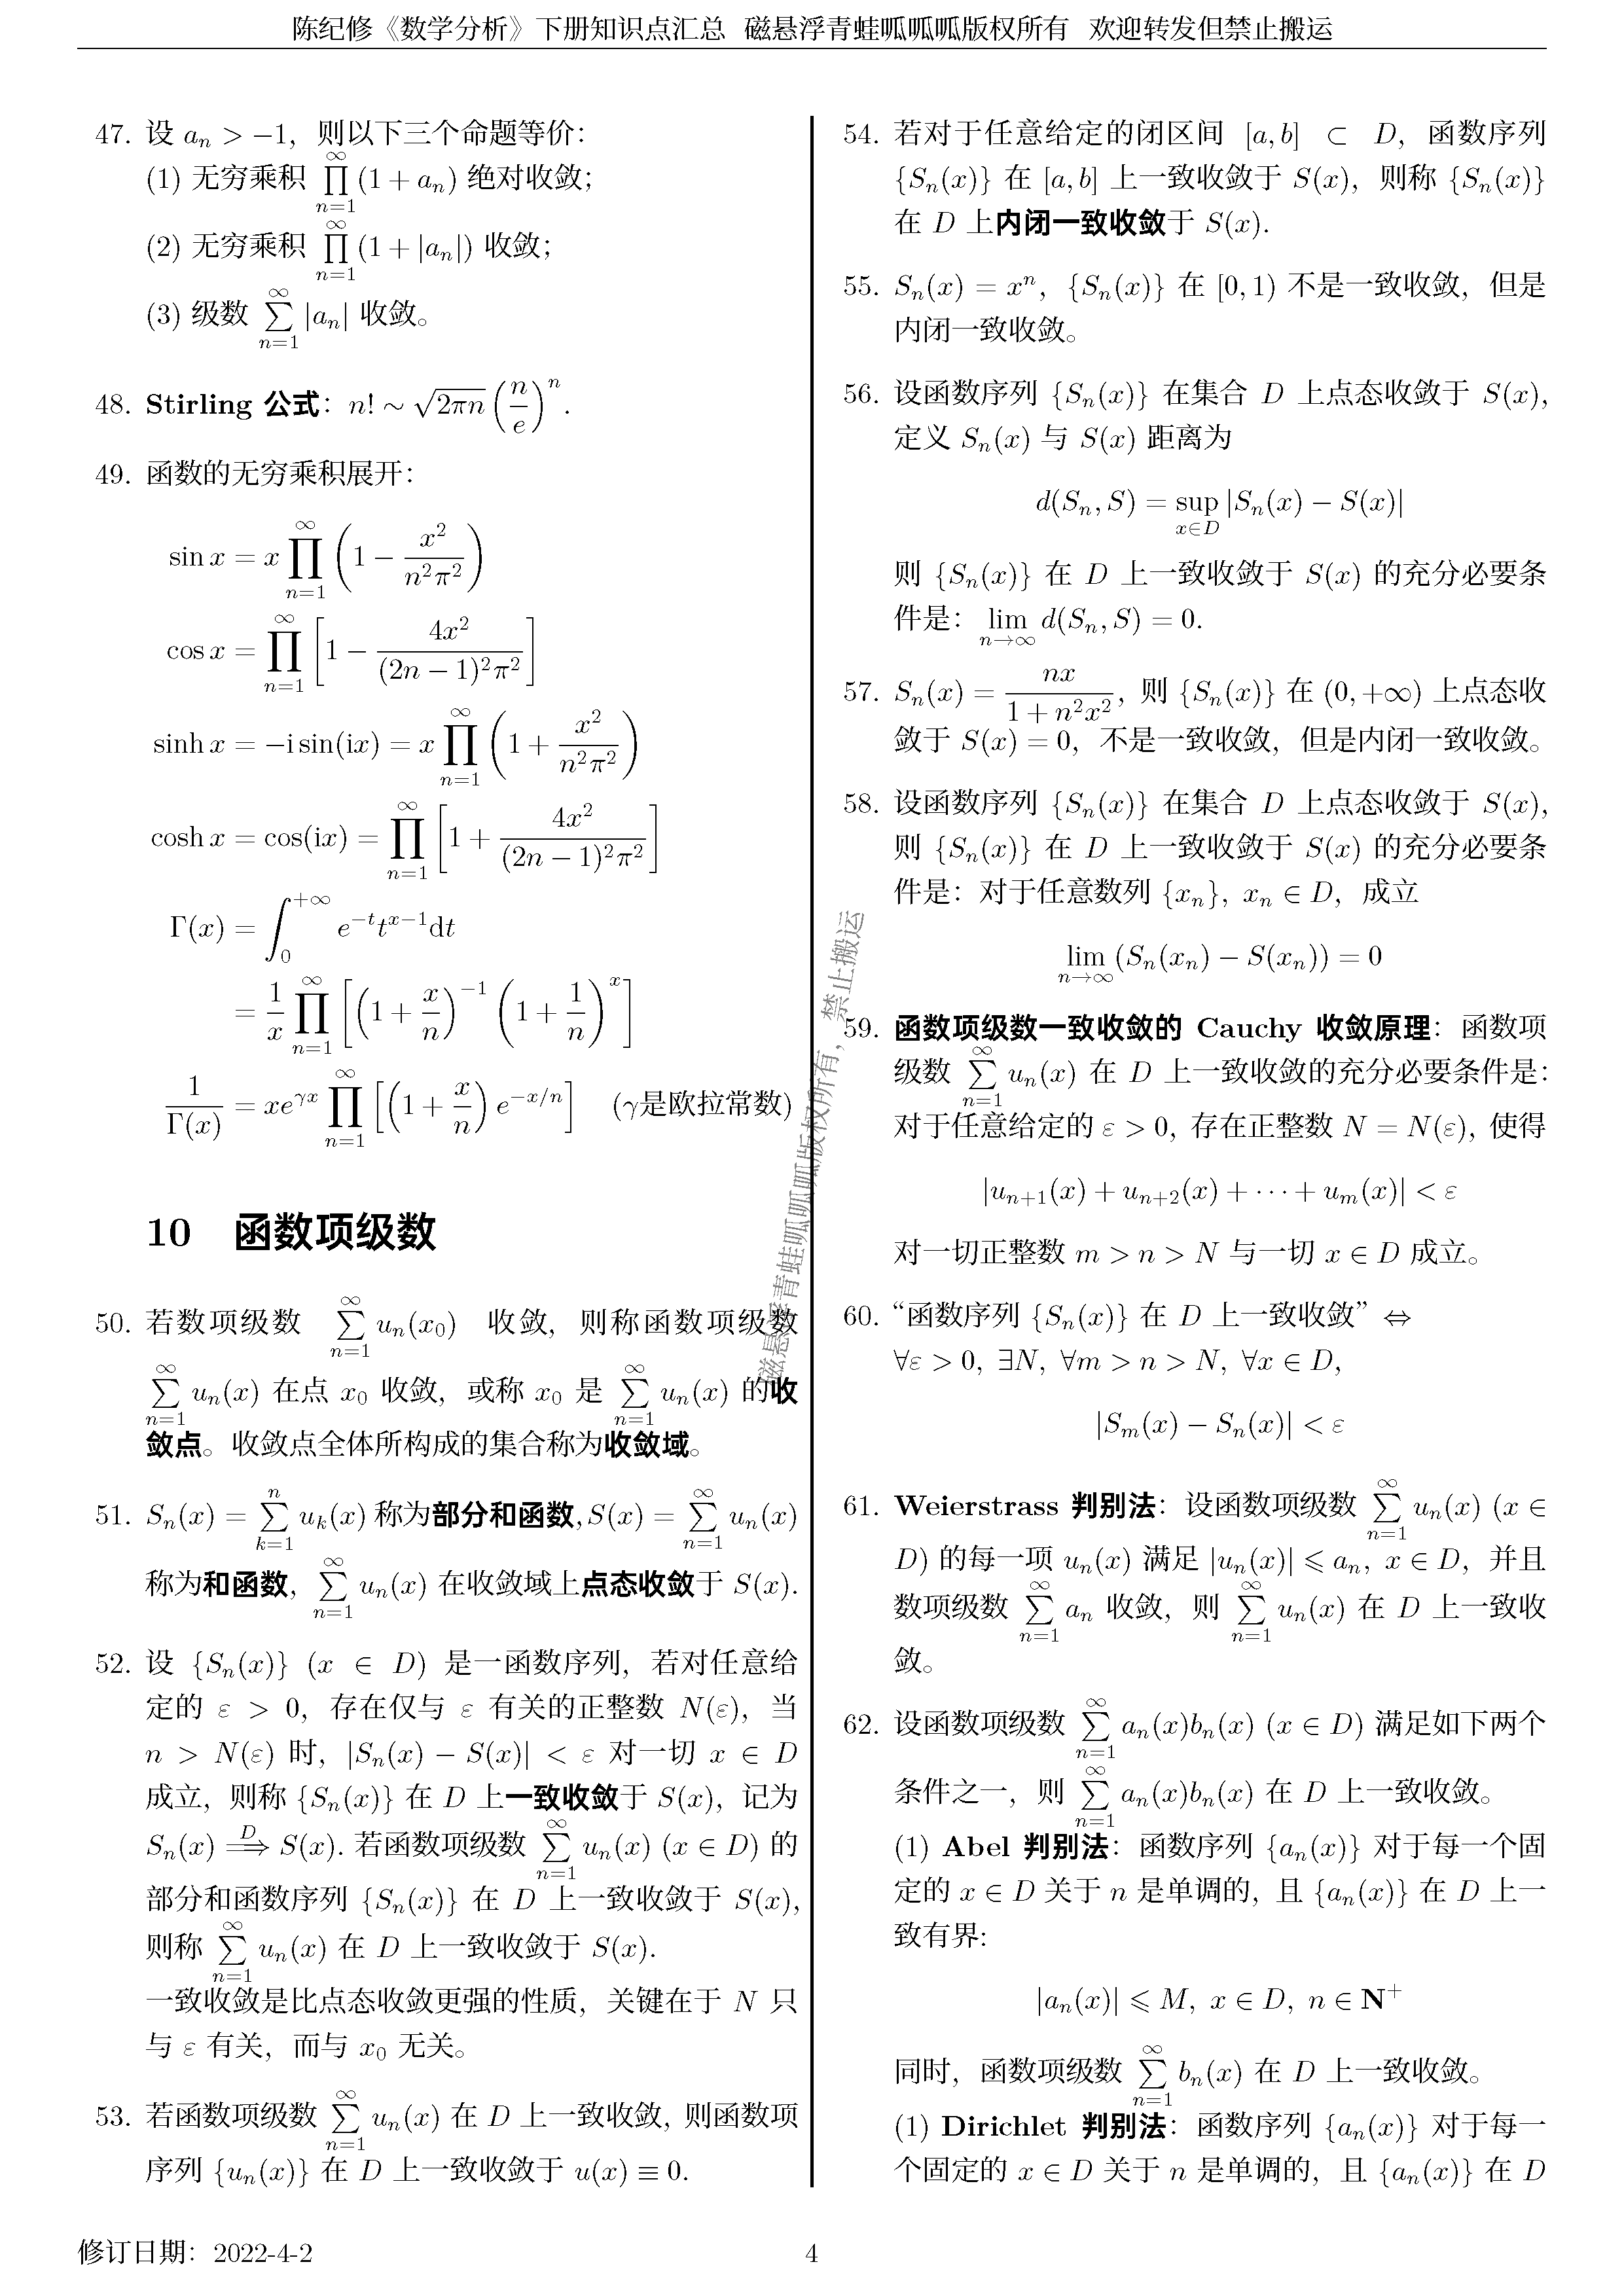 陈纪修《数学分析》下册知识点汇总 磁悬浮青蛙呱呱呱版权所有 欢迎转发但禁止搬运
47. 设 $a_n > -1$，则以下三个命题等价：
(1) 无穷乘积 $\prod_{n=1}^{\infty}(1+a_n)$ 绝对收敛；
(2) 无穷乘积 $\prod_{n=1}^{\infty}(1+|a_n|)$ 收敛；
(3) 级数 $\sum_{n=1}^{\infty}|a_n|$ 收敛。
48. Stirling 公式：$n! \sim \sqrt{2\pi n}\left(\frac{n}{e}\right)^n$.
49. 函数的无穷乘积展开：
$\sin x = x\prod_{n=1}^{\infty}\left(1-\frac{x^2}{n^2\pi^2}\right)$
$\cos x = \prod_{n=1}^{\infty}\left[1-\frac{4x^2}{(2n-1)^2\pi^2}\right]$
$\sinh x = -\mathrm{i}\sin(\mathrm{i}x) = x\prod_{n=1}^{\infty}\left(1+\frac{x^2}{n^2\pi^2}\right)$
$\cosh x = \cos(\mathrm{i}x) = \prod_{n=1}^{\infty}\left[1+\frac{4x^2}{(2n-1)^2\pi^2}\right]$
$\Gamma(x) = \int_0^{+\infty} e^{-t}t^{x-1}\mathrm{d}t$
$= \frac{1}{x}\prod_{n=1}^{\infty}\left[\left(1+\frac{x}{n}\right)^{-1}\left(1+\frac{1}{n}\right)^x\right]$
$\frac{1}{\Gamma(x)} = xe^{\gamma x}\prod_{n=1}^{\infty}\left[\left(1+\frac{x}{n}\right)e^{-x/n}\right]$ ($\gamma$是欧拉常数)
10 函数项级数
50. 若数项级数 $\sum_{n=1}^{\infty}u_n(x_0)$ 收敛，则称函数项级数
$\sum_{n=1}^{\infty}u_n(x)$ 在点 $x_0$ 收敛，或称 $x_0$ 是 $\sum_{n=1}^{\infty}u_n(x)$ 的收
敛点。收敛点全体所构成的集合称为收敛域。
51. $S_n(x) = \sum_{k=1}^{n}u_k(x)$ 称为部分和函数,$S(x) = \sum_{n=1}^{\infty}u_n(x)$
称为和函数，$\sum_{n=1}^{\infty}u_n(x)$ 在收敛域上点态收敛于 $S(x)$.
52. 设 $\{S_n(x)\}$ $(x \in D)$ 是一函数序列，若对任意给
定的 $\varepsilon > 0$，存在仅与 $\varepsilon$ 有关的正整数 $N(\varepsilon)$，当
$n > N(\varepsilon)$ 时，$|S_n(x) - S(x)| < \varepsilon$ 对一切 $x \in D$
成立，则称 $\{S_n(x)\}$ 在 $D$ 上一致收敛于 $S(x)$，记为
$S_n(x) \stackrel{D}{\Longrightarrow} S(x)$. 若函数项级数 $\sum_{n=1}^{\infty}u_n(x)$ $(x \in D)$ 的
部分和函数序列 $\{S_n(x)\}$ 在 $D$ 上一致收敛于 $S(x)$,
则称 $\sum_{n=1}^{\infty}u_n(x)$ 在 $D$ 上一致收敛于 $S(x)$.
一致收敛是比点态收敛更强的性质，关键在于 $N$ 只
与 $\varepsilon$ 有关，而与 $x_0$ 无关。
53. 若函数项级数 $\sum_{n=1}^{\infty}u_n(x)$ 在 $D$ 上一致收敛, 则函数项
序列 $\{u_n(x)\}$ 在 $D$ 上一致收敛于 $u(x) \equiv 0$.
54. 若对于任意给定的闭区间 $[a,b] \subset D$，函数序列
$\{S_n(x)\}$ 在 $[a,b]$ 上一致收敛于 $S(x)$，则称 $\{S_n(x)\}$
在 $D$ 上内闭一致收敛于 $S(x)$.
55. $S_n(x) = x^n$，$\{S_n(x)\}$ 在 $[0,1)$ 不是一致收敛，但是
内闭一致收敛。
56. 设函数序列 $\{S_n(x)\}$ 在集合 $D$ 上点态收敛于 $S(x)$,
定义 $S_n(x)$ 与 $S(x)$ 距离为
$d(S_n, S) = \sup_{x\in D}|S_n(x) - S(x)|$
则 $\{S_n(x)\}$ 在 $D$ 上一致收敛于 $S(x)$ 的充分必要条
件是：$\lim_{n\to\infty} d(S_n, S) = 0$.
57. $S_n(x) = \frac{nx}{1+n^2x^2}$，则 $\{S_n(x)\}$ 在 $(0,+\infty)$ 上点态收
敛于 $S(x) = 0$，不是一致收敛，但是内闭一致收敛。
58. 设函数序列 $\{S_n(x)\}$ 在集合 $D$ 上点态收敛于 $S(x)$,
则 $\{S_n(x)\}$ 在 $D$ 上一致收敛于 $S(x)$ 的充分必要条
件是：对于任意数列 $\{x_n\}$, $x_n \in D$，成立
$\lim_{n\to\infty}(S_n(x_n) - S(x_n)) = 0$
59. 函数项级数一致收敛的 Cauchy 收敛原理：函数项
级数 $\sum_{n=1}^{\infty}u_n(x)$ 在 $D$ 上一致收敛的充分必要条件是：
对于任意给定的 $\varepsilon > 0$, 存在正整数 $N = N(\varepsilon)$, 使得
$|u_{n+1}(x) + u_{n+2}(x) + \cdots + u_m(x)| < \varepsilon$
对一切正整数 $m > n > N$ 与一切 $x \in D$ 成立。
60. “函数序列 $\{S_n(x)\}$ 在 $D$ 上一致收敛” $\Leftrightarrow$
$\forall\varepsilon > 0,\ \exists N,\ \forall m > n > N,\ \forall x \in D,$
$|S_m(x) - S_n(x)| < \varepsilon$
61. Weierstrass 判别法：设函数项级数 $\sum_{n=1}^{\infty}u_n(x)$ $(x \in$
$D)$ 的每一项 $u_n(x)$ 满足 $|u_n(x)| \leqslant a_n,\ x \in D$，并且
数项级数 $\sum_{n=1}^{\infty}a_n$ 收敛，则 $\sum_{n=1}^{\infty}u_n(x)$ 在 $D$ 上一致收
敛。
62. 设函数项级数 $\sum_{n=1}^{\infty}a_n(x)b_n(x)$ $(x \in D)$ 满足如下两个
条件之一，则 $\sum_{n=1}^{\infty}a_n(x)b_n(x)$ 在 $D$ 上一致收敛。
(1) Abel 判别法：函数序列 $\{a_n(x)\}$ 对于每一个固
定的 $x \in D$ 关于 $n$ 是单调的, 且 $\{a_n(x)\}$ 在 $D$ 上一
致有界:
$|a_n(x)| \leqslant M,\ x \in D,\ n \in \mathbf{N}^+$
同时，函数项级数 $\sum_{n=1}^{\infty}b_n(x)$ 在 $D$ 上一致收敛。
(1) Dirichlet 判别法：函数序列 $\{a_n(x)\}$ 对于每一
个固定的 $x \in D$ 关于 $n$ 是单调的，且 $\{a_n(x)\}$ 在 $D$
磁悬浮青蛙呱呱呱版权所有，禁止搬运
修订日期：2022-4-2
4